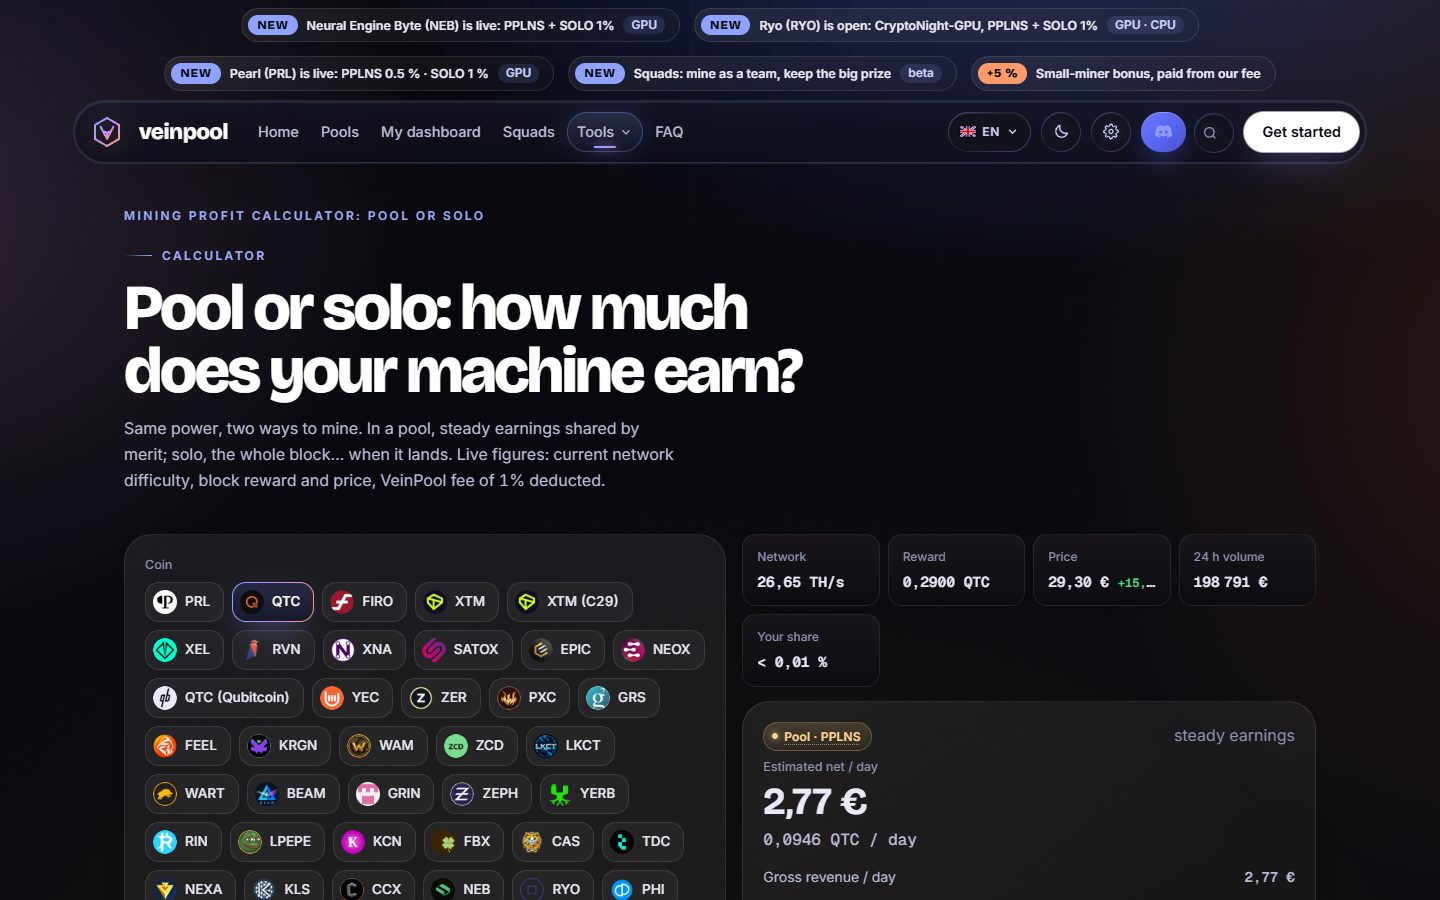 NEW Neural Engine Byte (NEB) is live: PPLNS + SOLO 1% GPU
NEW Ryo (RYO) is open: CryptoNight-GPU, PPLNS + SOLO 1% GPU · CPU
NEW Pearl (PRL) is live: PPLNS 0.5 % · SOLO 1 % GPU
NEW Squads: mine as a team, keep the big prize beta
+5 % Small-miner bonus, paid from our fee
veinpool Home Pools My dashboard Squads Tools FAQ EN Get started
MINING PROFIT CALCULATOR: POOL OR SOLO
CALCULATOR
Pool or solo: how much
does your machine earn?
Same power, two ways to mine. In a pool, steady earnings shared by
merit; solo, the whole block... when it lands. Live figures: current network
difficulty, block reward and price, VeinPool fee of 1% deducted.
Coin
PRL QTC FIRO XTM XTM (C29)
XEL RVN XNA SATOX EPIC NEOX
QTC (Qubitcoin) YEC ZER PXC GRS
FEEL KRGN WAM ZCD LKCT
WART BEAM GRIN ZEPH YERB
RIN LPEPE KCN FBX CAS TDC
NEXA KLS CCX NEB RYO PHI
Network
26,65 TH/s
Reward
0,2900 QTC
Price
29,30 € +15,…
24 h volume
198 791 €
Your share
< 0,01 %
Pool · PPLNS
steady earnings
Estimated net / day
2,77 €
0,0946 QTC / day
Gross revenue / day 2,77 €